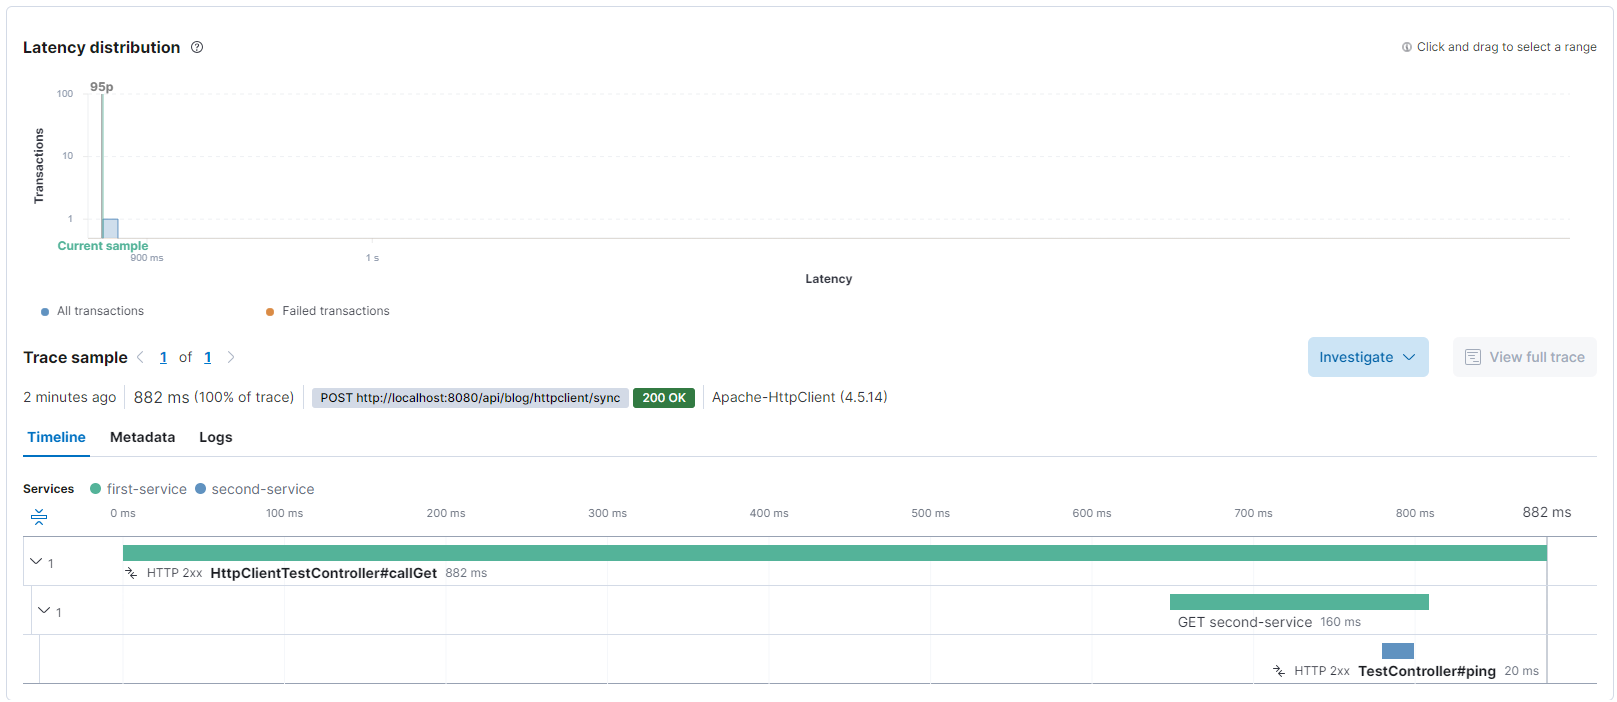 Latency distribution
Click and drag to select a range
95p
100
10
1
Transactions
Current sample
900 ms
1 s
Latency
All transactions
Failed transactions
Trace sample 1 of 1
Investigate
View full trace
2 minutes ago 882 ms (100% of trace) POST http://localhost:8080/api/blog/httpclient/sync 200 OK Apache-HttpClient (4.5.14)
Timeline Metadata Logs
Services first-service second-service
0 ms 100 ms 200 ms 300 ms 400 ms 500 ms 600 ms 700 ms 800 ms 882 ms
1
HTTP 2xx HttpClientTestController#callGet 882 ms
1
GET second-service 160 ms
HTTP 2xx TestController#ping 20 ms